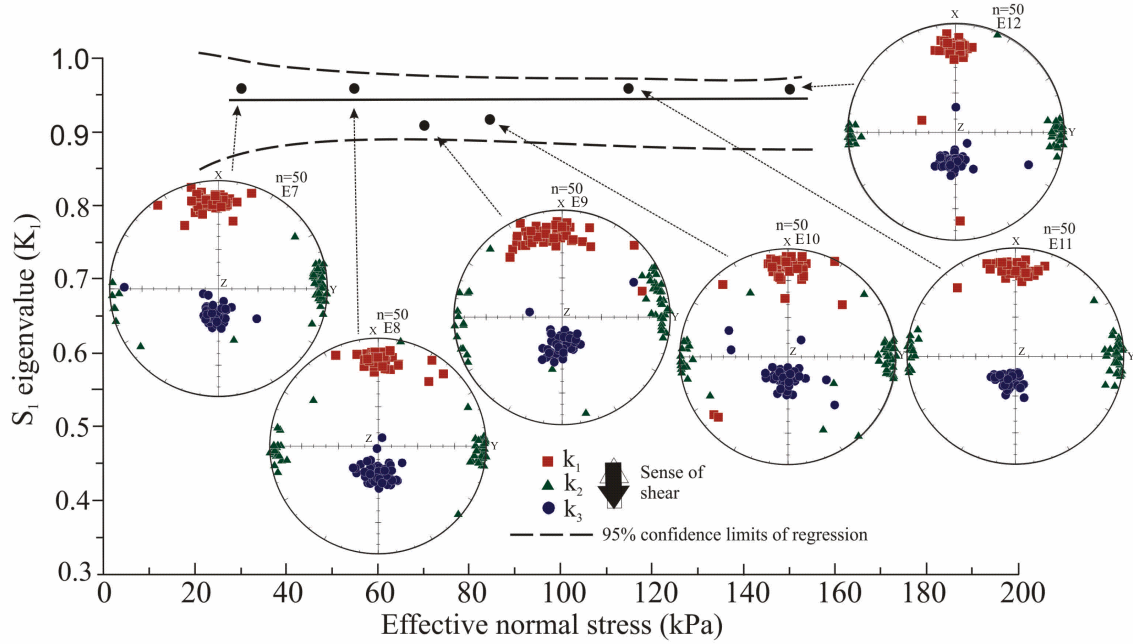 n=50
E12
X
Z
Y
1.0
0.9
0.8
0.7
0.6
0.5
0.4
0.3
S₁ eigenvalue (K₁)
n=50
E7
X
Z
Y
n=50
E8
X
Z
Y
n=50
E9
X
Z
Y
n=50
E10
X
Z
Y
n=50
E11
X
Z
k₁
k₂
k₃
Sense of
shear
95% confidence limits of regression
0 20 40 60 80 100 120 140 160 180 200
Effective normal stress (kPa)